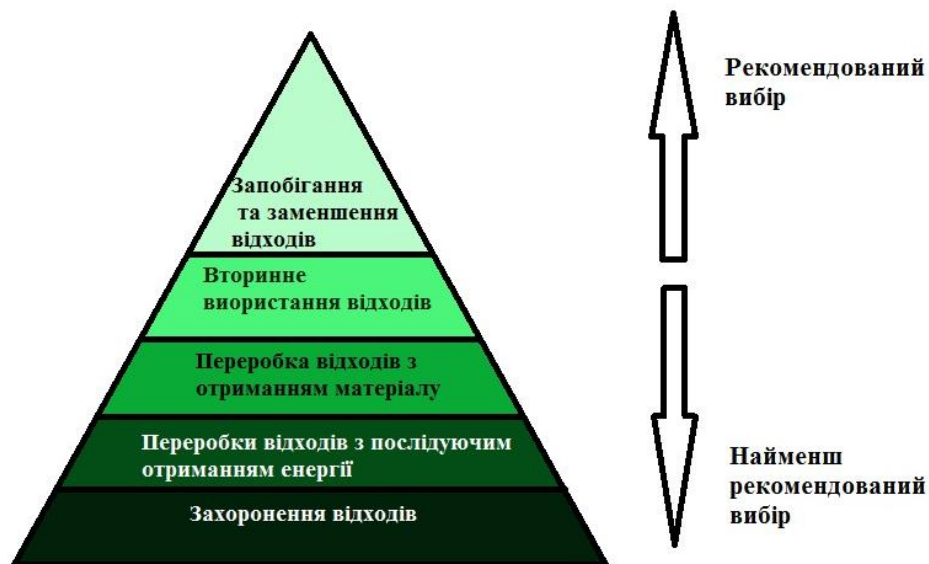 Запобігання
та заменшення
відходів
Вторинне
виористання відходів
Переробка відходів з
отриманням матеріалу
Переробки відходів з послідуючим
отриманням енергії
Захоронення відходів
Рекомендований
вибір
Найменш
рекомендований
вибір